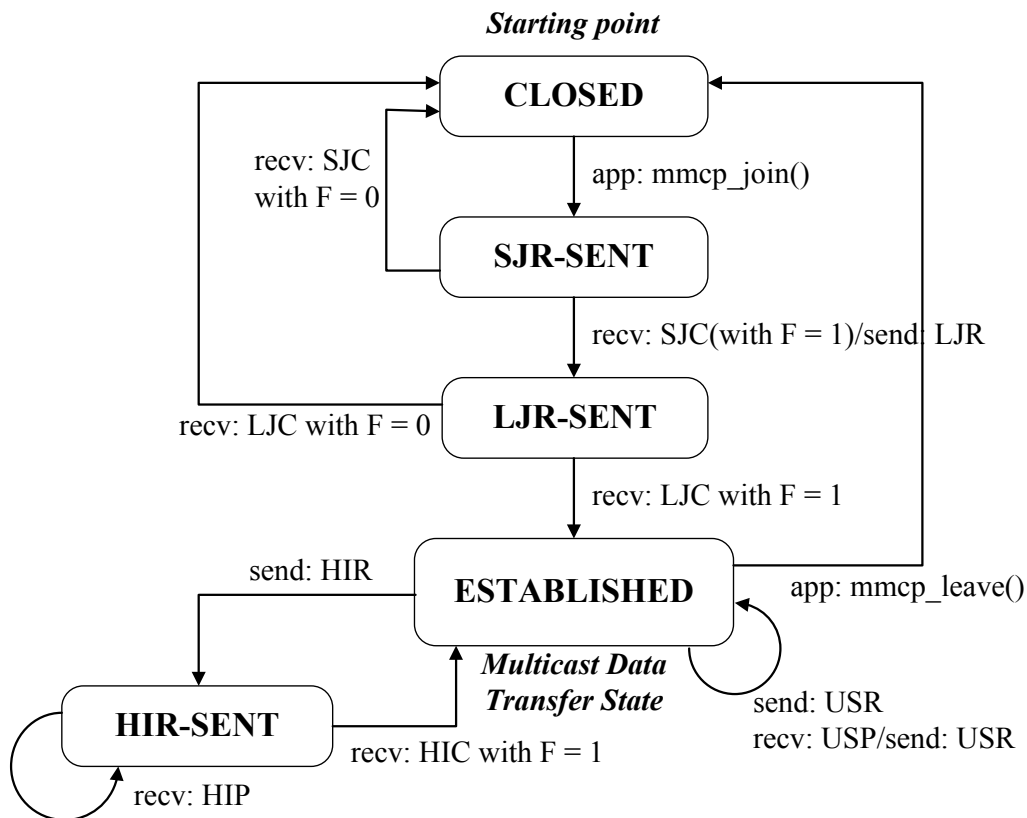 Starting point
CLOSED
recv: SJC
with F = 0
app: mmcp_join()
SJR-SENT
recv: SJC(with F = 1)/send: LJR
LJR-SENT
recv: LJC with F = 0
recv: LJC with F = 1
send: HIR
ESTABLISHED
app: mmcp_leave()
Multicast Data
Transfer State
send: USR
recv: USP/send: USR
HIR-SENT
recv: HIC with F = 1
recv: HIP